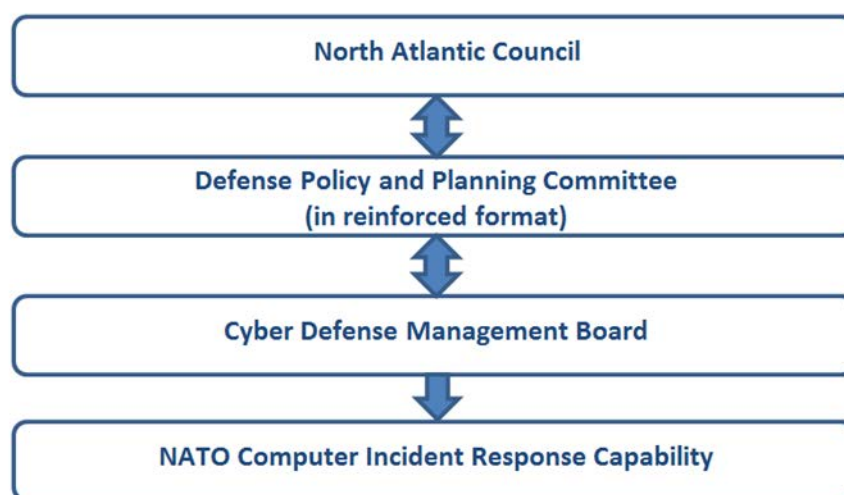 North Atlantic Council
Defense Policy and Planning Committee
(in reinforced format)
Cyber Defense Management Board
NATO Computer Incident Response Capability